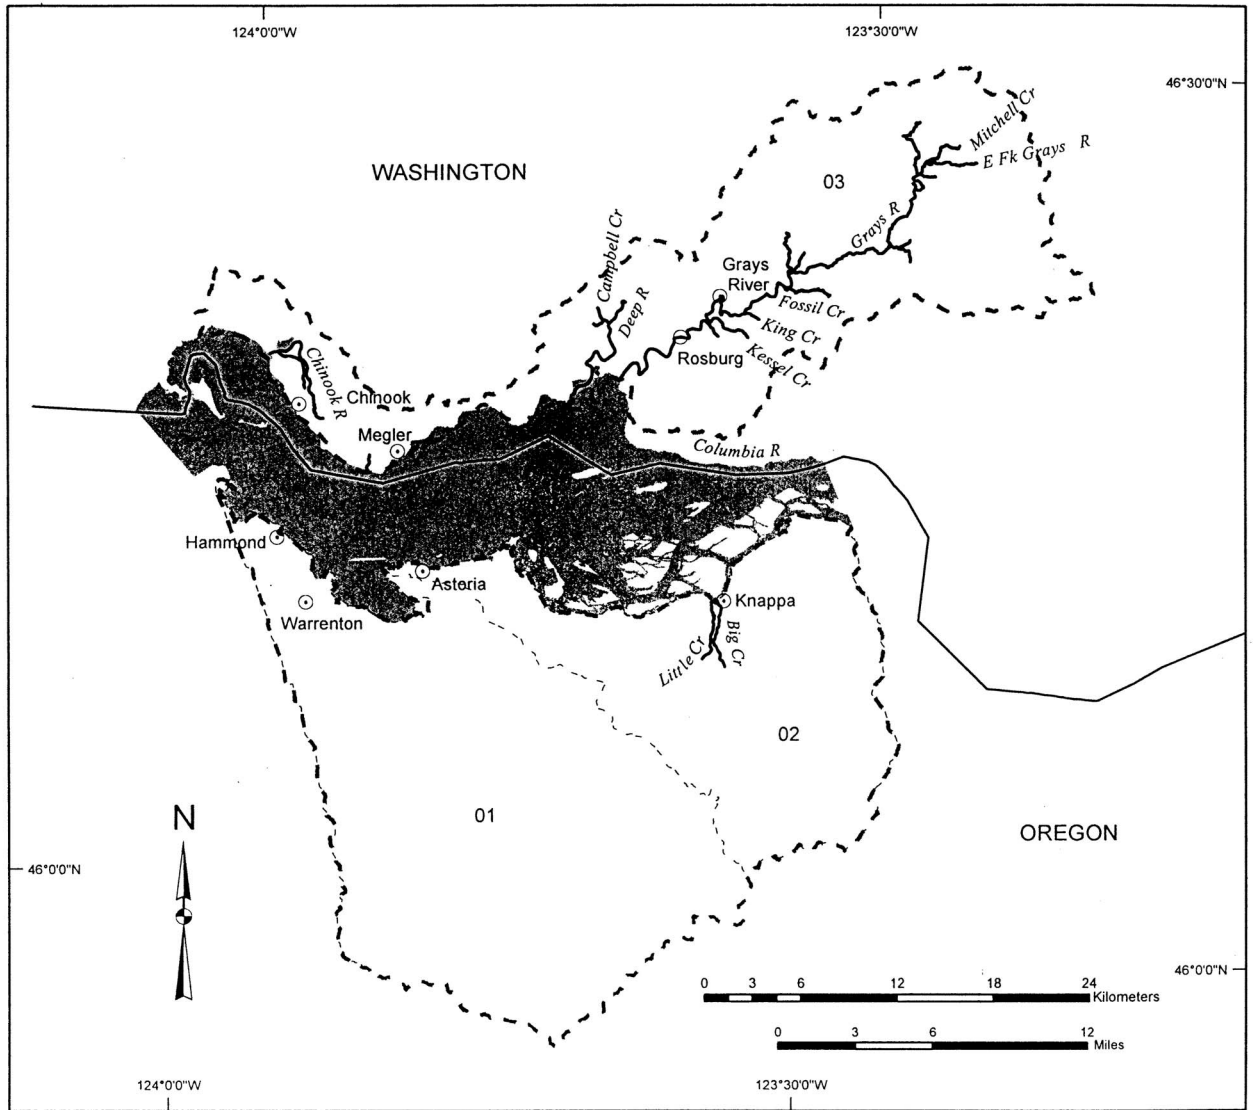 124°0'0"W
123°30'0"W
46°30'0"N
Mitchell Cr
E Fk Grays R
WASHINGTON
03
Grays R
Campbell Cr
Deep R
Grays
River
Fossil Cr
King Cr
Rosburg
Kessel Cr
Chinook R
Chinook
Megler
Columbia R
Hammond
Astoria
Warrenton
Knappa
Big Cr
Little Cr
02
01
OREGON
N
46°0'0"N
46°0'0"N
0 3 6 12 18 24
Kilometers
0 3 6 12
Miles
124°0'0"W
123°30'0"W